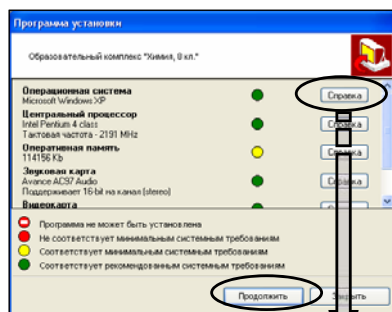 Программа установки
Образовательный комплекс "Химия, 8 кл."
Операционная система
Microsoft Windows XP
Справка
Центральный процессор
Intel Pentium 4 class
Тактовая частота - 2191 MHz
Справка
Оперативная память
114156 Kb
Справка
Звуковая карта
Avance AC97 Audio
Поддерживает 16-bit на канал (stereo)
Справка
Видеокарта
Программа не может быть установлена
Не соответствует минимальным системным требованиям
Соответствует минимальным системным требованиям
Соответствует рекомендованным системным требованиям
Продолжить
Закрыть